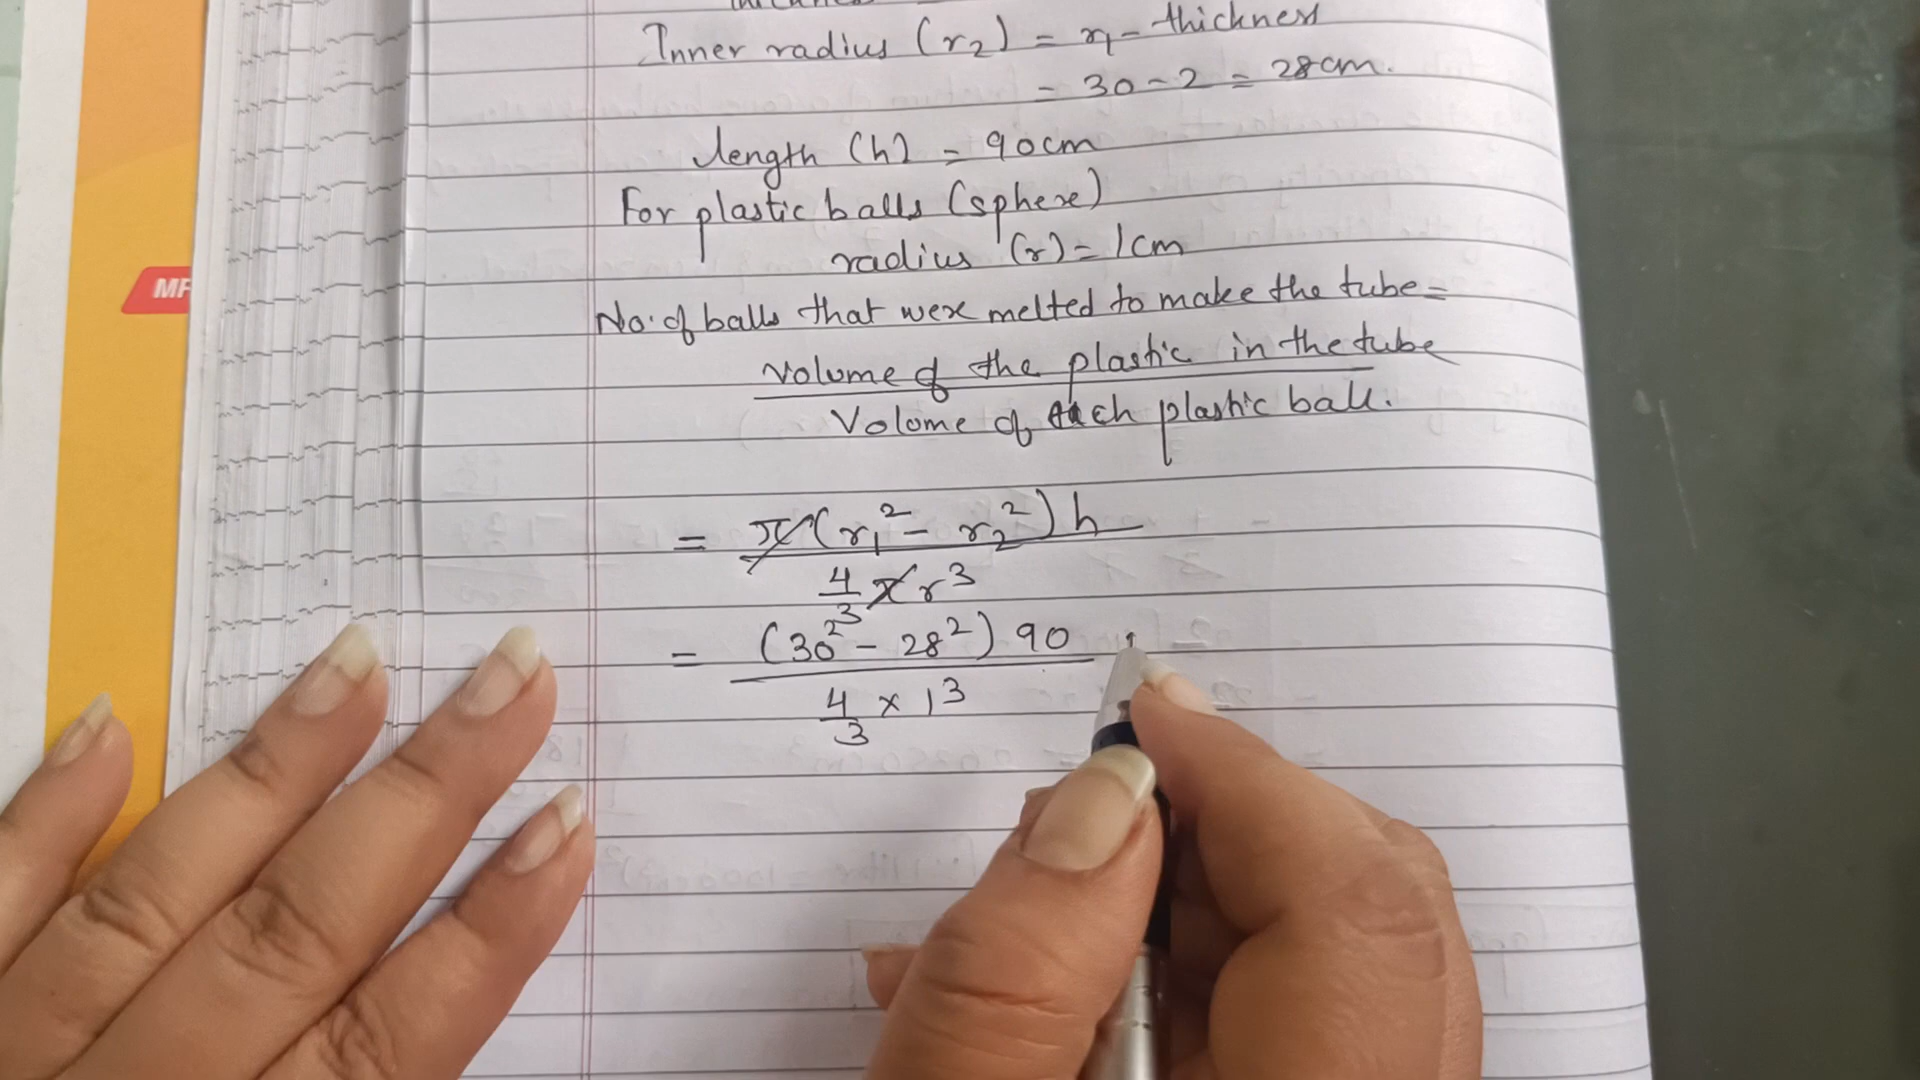 Inner radius (r₂) = r₁ - thickness
= 30 - 2 = 28cm.
length (h) = 90cm
For plastic balls (sphere)
radius (r) = 1cm
No. of balls that were melted to make the tube =
Volume of the plastic in the tube
Volume of each plastic ball.
= π(r₁² - r₂²) h
4/3 π r³
= (30² - 28²) 90
4/3 × 1³
MF